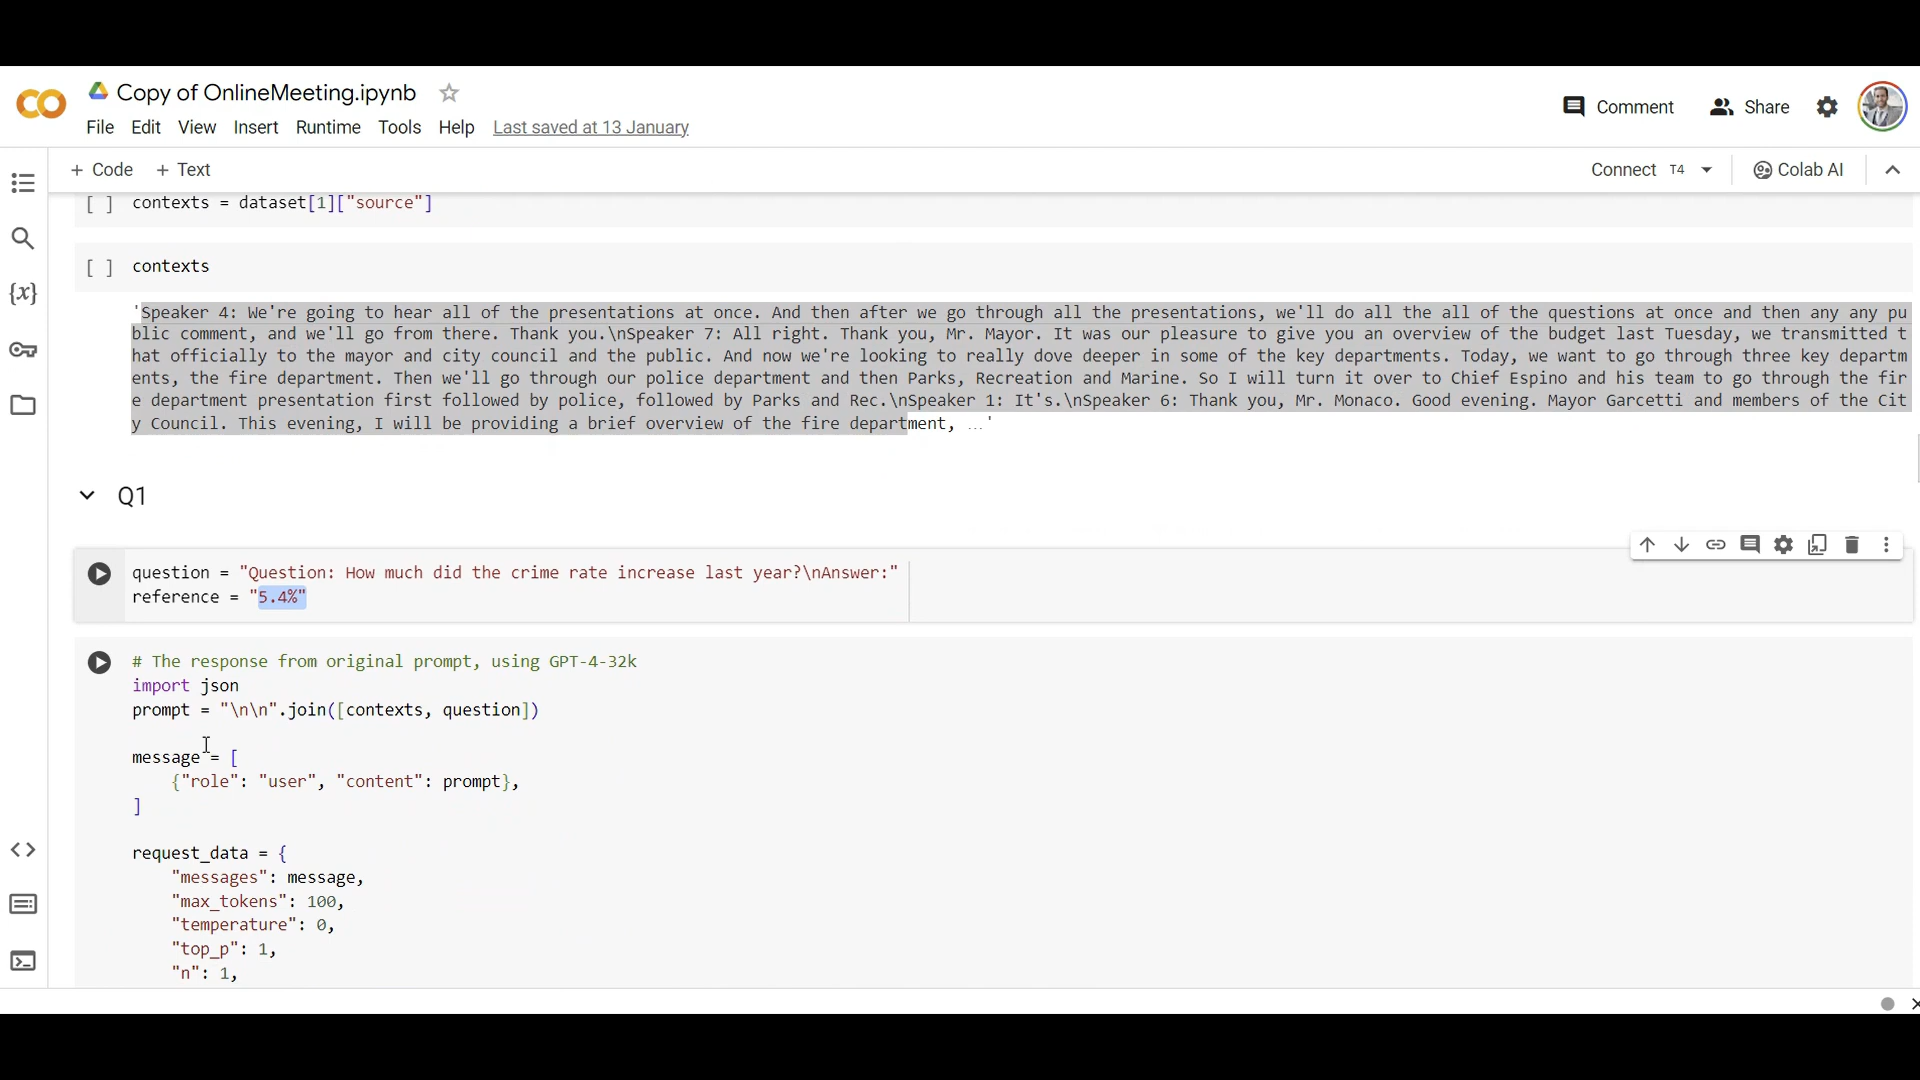 Copy of OnlineMeeting.ipynb
Comment
Share
File Edit View Insert Runtime Tools Help Last saved at 13 January
+ Code + Text
Connect T4
Colab AI
[ ] contexts = dataset[1]["source"]
[ ] contexts
'Speaker 4: We're going to hear all of the presentations at once. And then after we go through all the presentations, we'll do all the all of the questions at once and then any any pu
blic comment, and we'll go from there. Thank you.\nSpeaker 7: All right. Thank you, Mr. Mayor. It was our pleasure to give you an overview of the budget last Tuesday, we transmitted t
hat officially to the mayor and city council and the public. And now we're looking to really dove deeper in some of the key departments. Today, we want to go through three key departm
ents, the fire department. Then we'll go through our police department and then Parks, Recreation and Marine. So I will turn it over to Chief Espino and his team to go through the fir
e department presentation first followed by police, followed by Parks and Rec.\nSpeaker 1: It's.\nSpeaker 6: Thank you, Mr. Monaco. Good evening. Mayor Garcetti and members of the Cit
y Council. This evening, I will be providing a brief overview of the fire department, ...'
Q1
question = "Question: How much did the crime rate increase last year?\nAnswer:"
reference = "5.4%"
# The response from original prompt, using GPT-4-32k
import json
prompt = "\n\n".join([contexts, question])
message = [
{"role": "user", "content": prompt},
]
request_data = {
"messages": message,
"max_tokens": 100,
"temperature": 0,
"top_p": 1,
"n": 1,